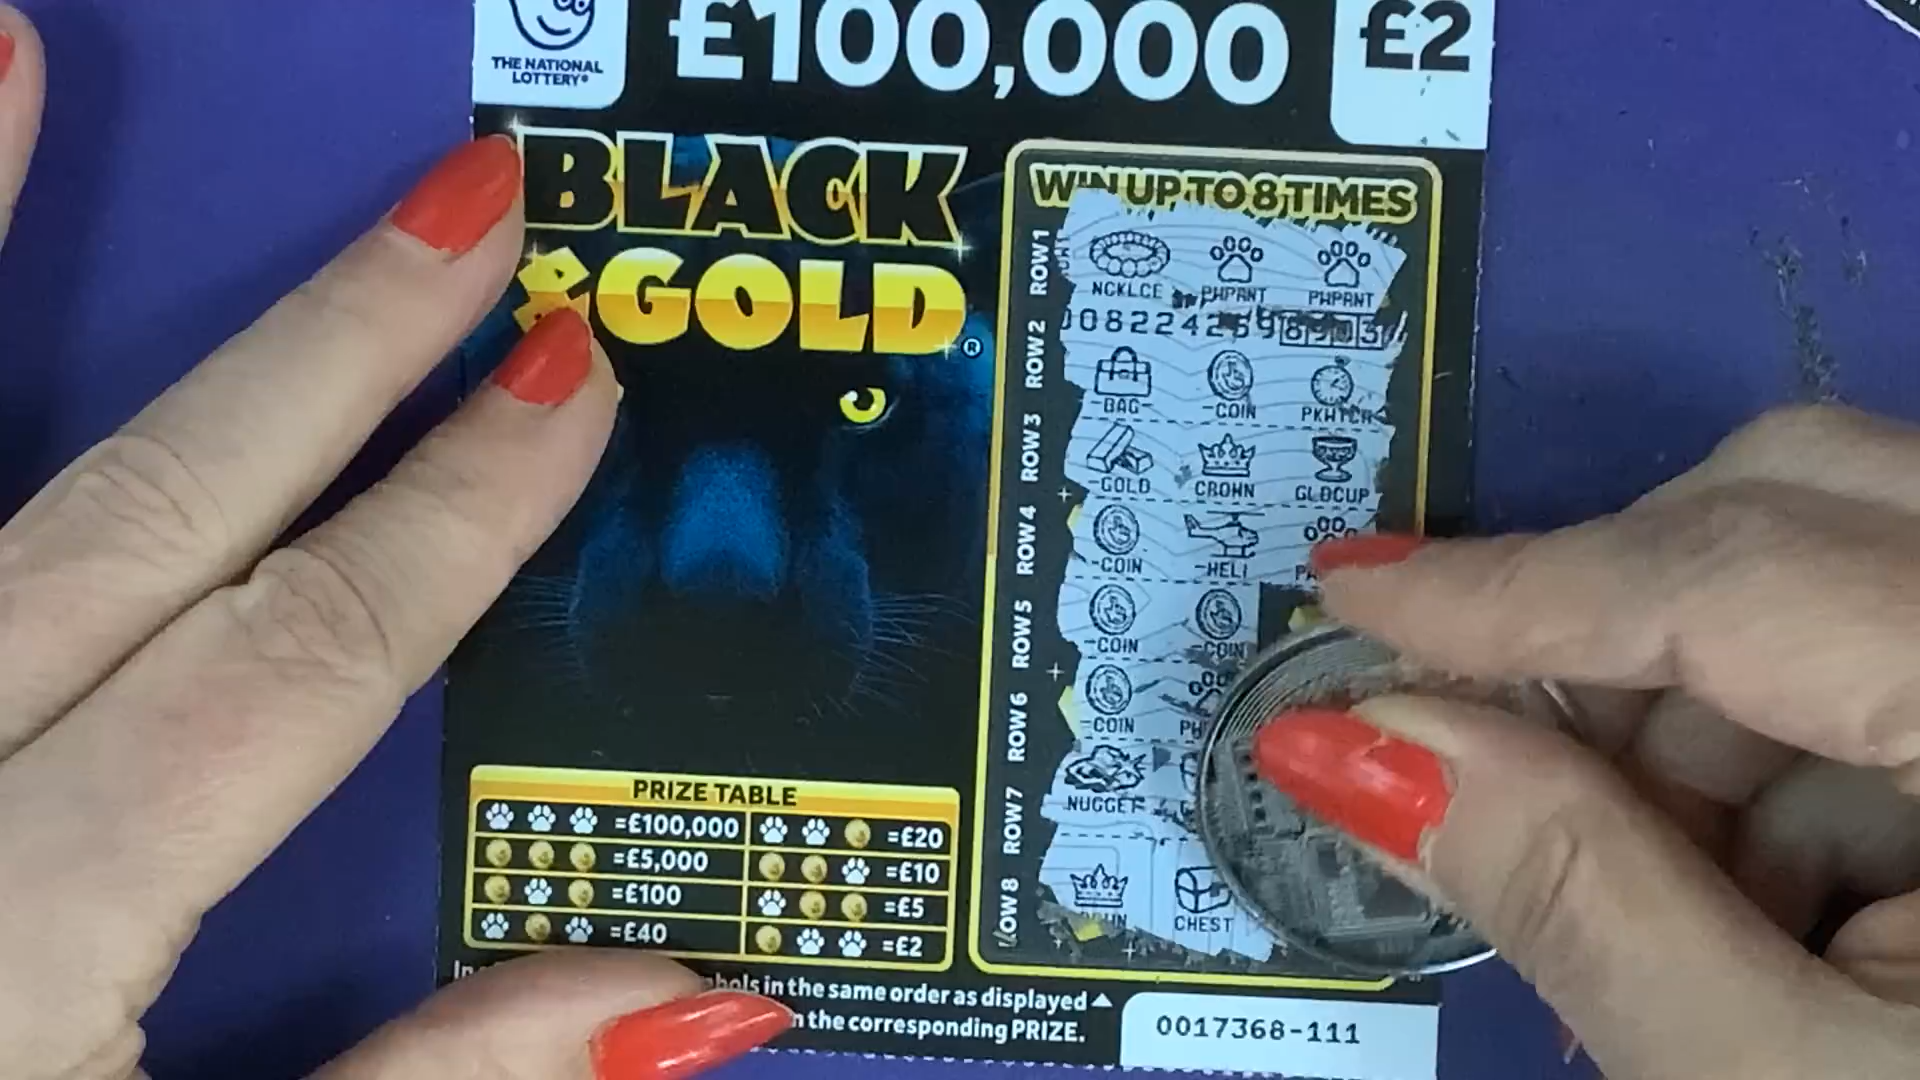 £100,000
£2
THE NATIONAL
LOTTERY®
BLACK
& GOLD®
WIN UP TO 8 TIMES
ROW 1
NCKLCE PWPRNT PWPRNT
ROW 2
-BAG- -COIN
ROW 3
-GOLD CROWN GLDCUP
ROW 4
-COIN -HELI
ROW 5
-COIN -COIN
ROW 6
-COIN
ROW 7
NUGGET
ROW 8
CHEST
PRIZE TABLE
=£100,000 =£20
=£5,000 =£10
=£100 =£5
=£40 =£2
in the same order as displayed
the corresponding PRIZE.
0017368-111